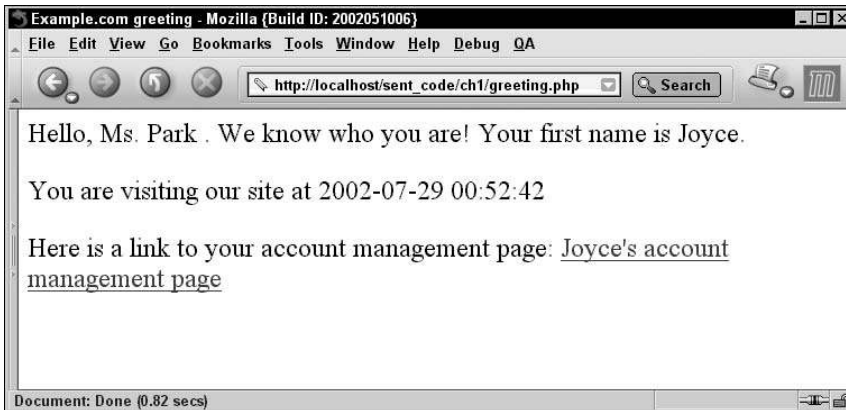 Example.com greeting - Mozilla {Build ID: 2002051006}
File Edit View Go Bookmarks Tools Window Help Debug QA
http://localhost/sent_code/ch1/greeting.php Search
Hello, Ms. Park . We know who you are! Your first name is Joyce.
You are visiting our site at 2002-07-29 00:52:42
Here is a link to your account management page: Joyce's account
management page
Document: Done (0.82 secs)